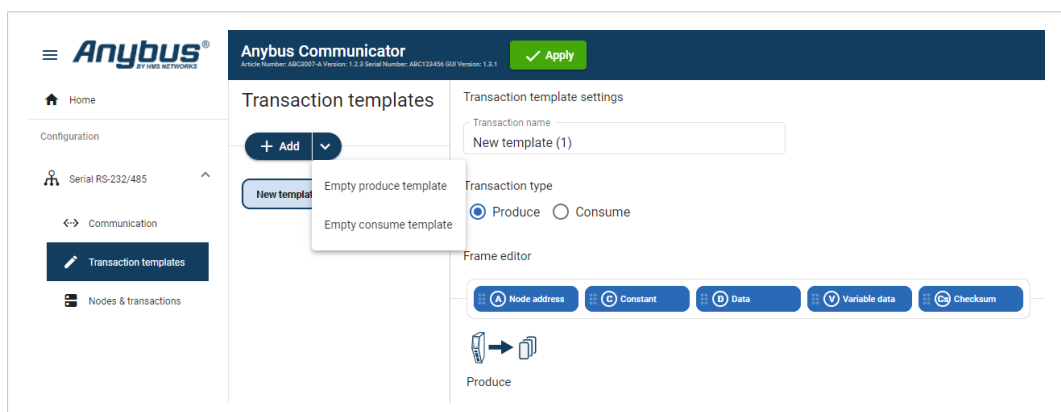 Anybus®
BY HMS NETWORKS
Anybus Communicator
Article Number: ABC3007-A Version: 1.2.3 Serial Number: ABC123456 GUI Version: 1.3.1
Apply
Home
Configuration
Serial RS-232/485
Communication
Transaction templates
Nodes & transactions
Transaction templates
+ Add
New templat
Empty produce template
Empty consume template
Transaction template settings
Transaction name
New template (1)
Transaction type
Produce Consume
Frame editor
A Node address C Constant D Data V Variable data Cs Checksum
Produce